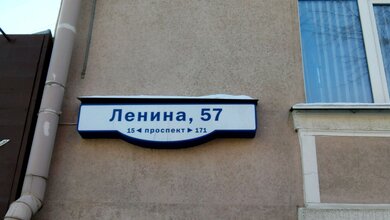 Ленина, 57
15 ◄ проспект ► 171